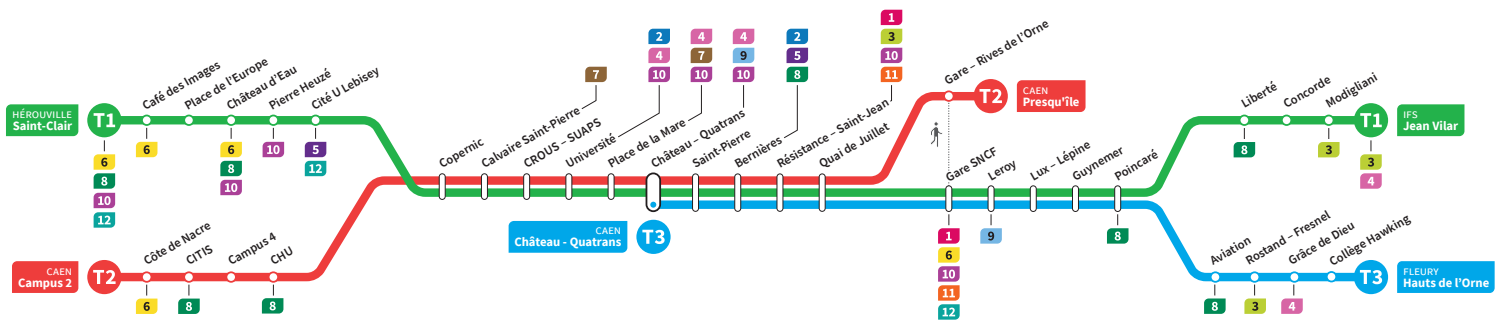 HÉROUVILLE
Saint-Clair
T1
6
8
10
12
Café des Images
6
Place de l'Europe
Château d'Eau
6
8
10
Pierre Heuzé
10
Cité U Lebisey
5
12
CAEN
Campus 2
T2
Côte de Nacre
6
CITIS
8
Campus 4
CHU
8
Copernic
Calvaire Saint-Pierre
7
CROUS – SUAPS
Université
2
4
10
Place de la Mare
4
7
10
Château – Quatrans
4
9
10
CAEN
Château - Quatrans
T3
Saint-Pierre
Bernières
2
5
8
Résistance – Saint-Jean
1
3
10
11
Quai de Juillet
Gare – Rives de l'Orne
T2
CAEN
Presqu'île
Gare SNCF
1
6
10
11
12
Leroy
9
Lux – Lépine
Guynemer
Poincaré
8
Liberté
8
Concorde
Modigliani
3
T1
IFS
Jean Vilar
3
4
Aviation
8
Rostand – Fresnel
3
Grâce de Dieu
4
Collège Hawking
T3
FLEURY
Hauts de l'Orne